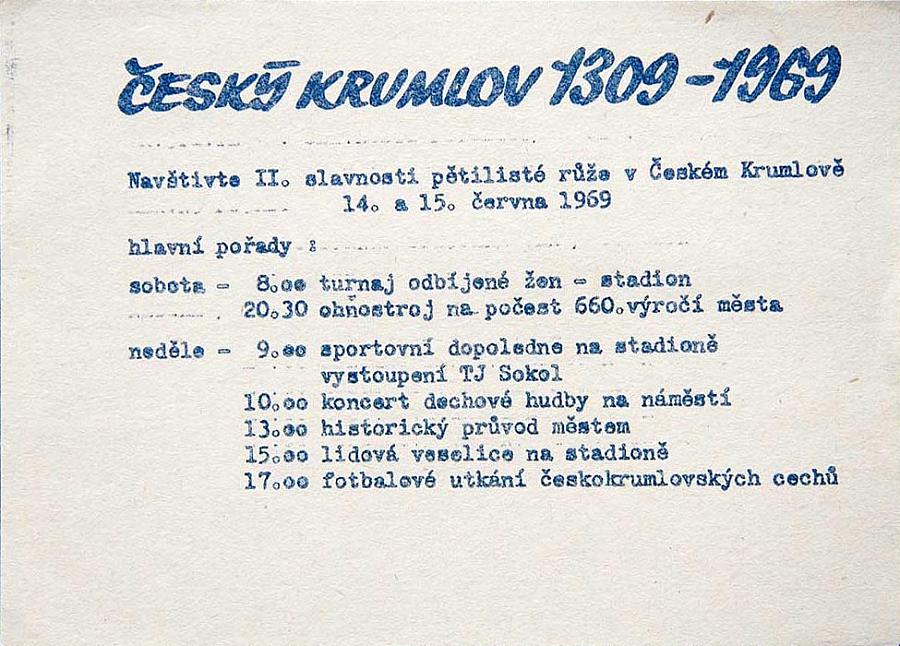 ČESKÝ KRUMLOV 1309-1969
Navštivte II. slavnosti pětilisté růže v Českém Krumlově
14. a 15. června 1969
hlavní pořady :
sobota - 8.oo turnaj odbíjené žen - stadion
20.30 ohňostroj na počest 660.výročí města
neděle - 9.oo sportovní dopoledne na stadioně
vystoupení TJ Sokol
10.oo koncert dechové hudby na náměstí
13.oo historický průvod městem
15.oo lidová veselice na stadioně
17.oo fotbalové utkání českokrumlovských cechů